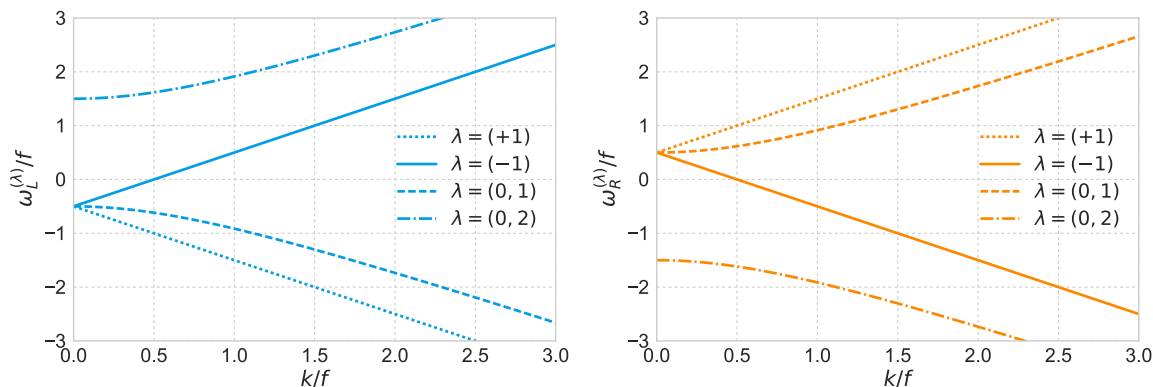 3
2
1
0
−1
−2
−3
ω_L^(λ)/f
0.0 0.5 1.0 1.5 2.0 2.5 3.0
k/f
λ = (+1)
λ = (−1)
λ = (0, 1)
λ = (0, 2)
3
2
1
0
−1
−2
−3
ω_R^(λ)/f
0.0 0.5 1.0 1.5 2.0 2.5 3.0
k/f
λ = (+1)
λ = (−1)
λ = (0, 1)
λ = (0, 2)